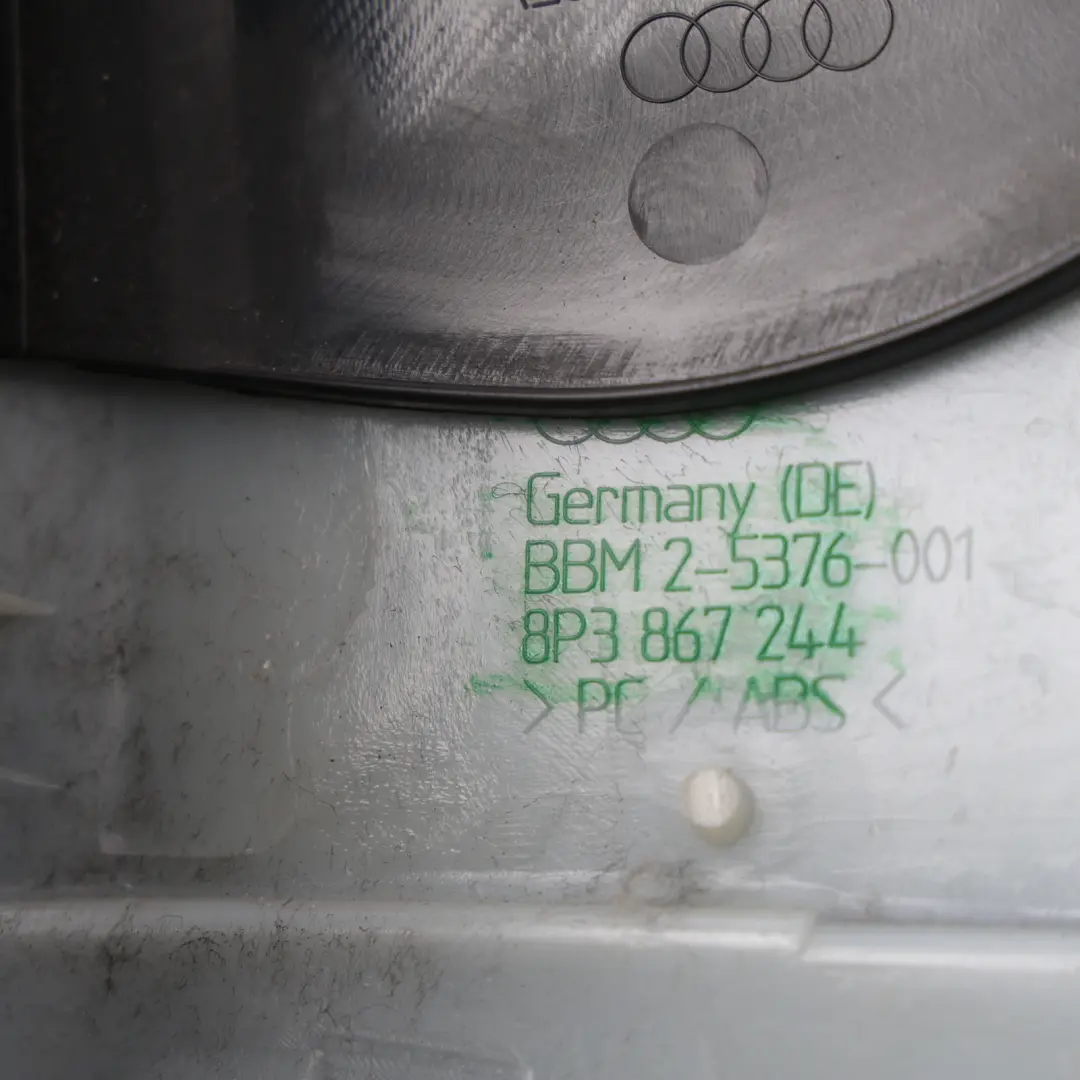 Germany (DE)
BBM 2-5376-001
8P3 867 244
> PC / ABS <